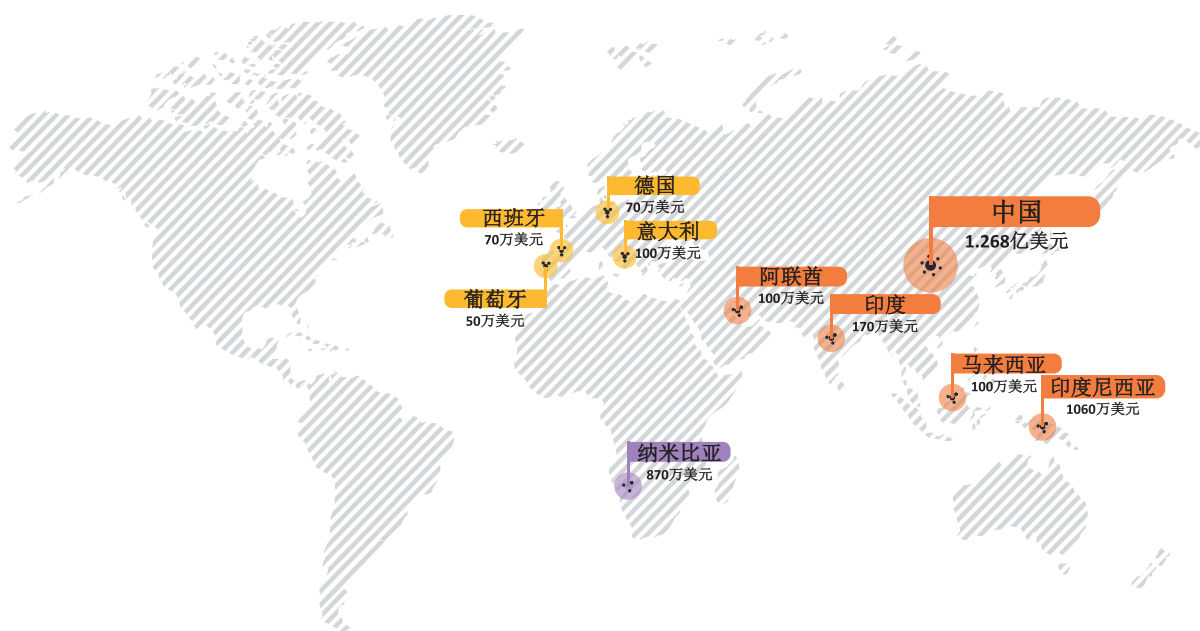 德国
70万美元
西班牙
70万美元
意大利
100万美元
葡萄牙
50万美元
中国
1.268亿美元
阿联酋
100万美元
印度
170万美元
马来西亚
100万美元
印度尼西亚
1060万美元
纳米比亚
870万美元